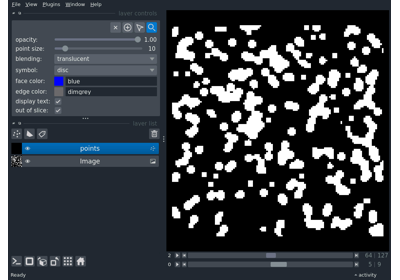 File View Plugins Window Help
layer controls
opacity: 1.00
point size: 10
blending: translucent
symbol: disc
face color: blue
edge color: dimgrey
display text:
out of slice:
layer list
points
Image
2 64 127
0 5 9
Ready activity